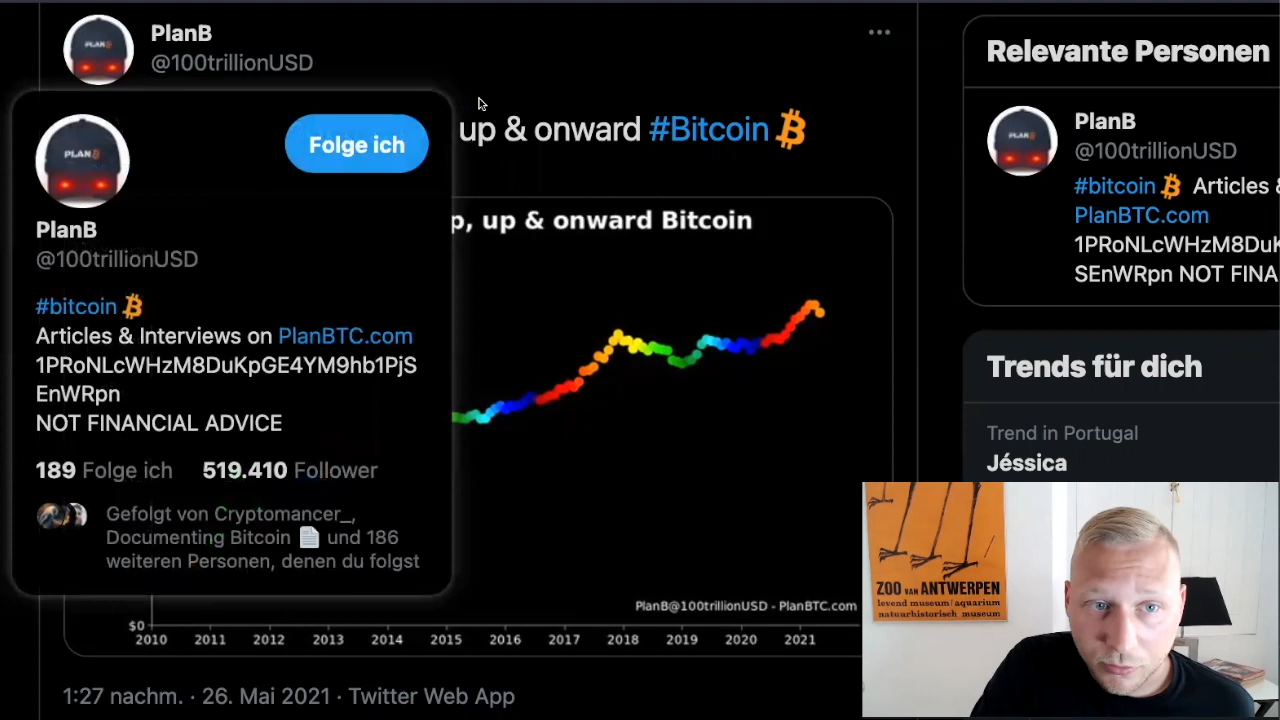 PlanB
@100trillionUSD
up & onward #Bitcoin ₿
p, up & onward Bitcoin
Folge ich
PlanB
@100trillionUSD
#bitcoin ₿
Articles & Interviews on PlanBTC.com
1PRoNLcWHzM8DuKpGE4YM9hb1PjS
EnWRpn
NOT FINANCIAL ADVICE
189 Folge ich 519.410 Follower
Gefolgt von Cryptomancer_,
Documenting Bitcoin 📄 und 186
weiteren Personen, denen du folgst
PlanB@100trillionUSD - PlanBTC.com
$0
2010 2011 2012 2013 2014 2015 2016 2017 2018 2019 2020 2021
1:27 nachm. · 26. Mai 2021 · Twitter Web App
Relevante Personen
PlanB
@100trillionUSD
#bitcoin ₿ Articles &
PlanBTC.com
1PRoNLcWHzM8DuK
SEnWRpn NOT FINA
Trends für dich
Trend in Portugal
Jéssica
ZOO VAN ANTWERPEN
levend museum/aquarium
natuurhistorisch museum